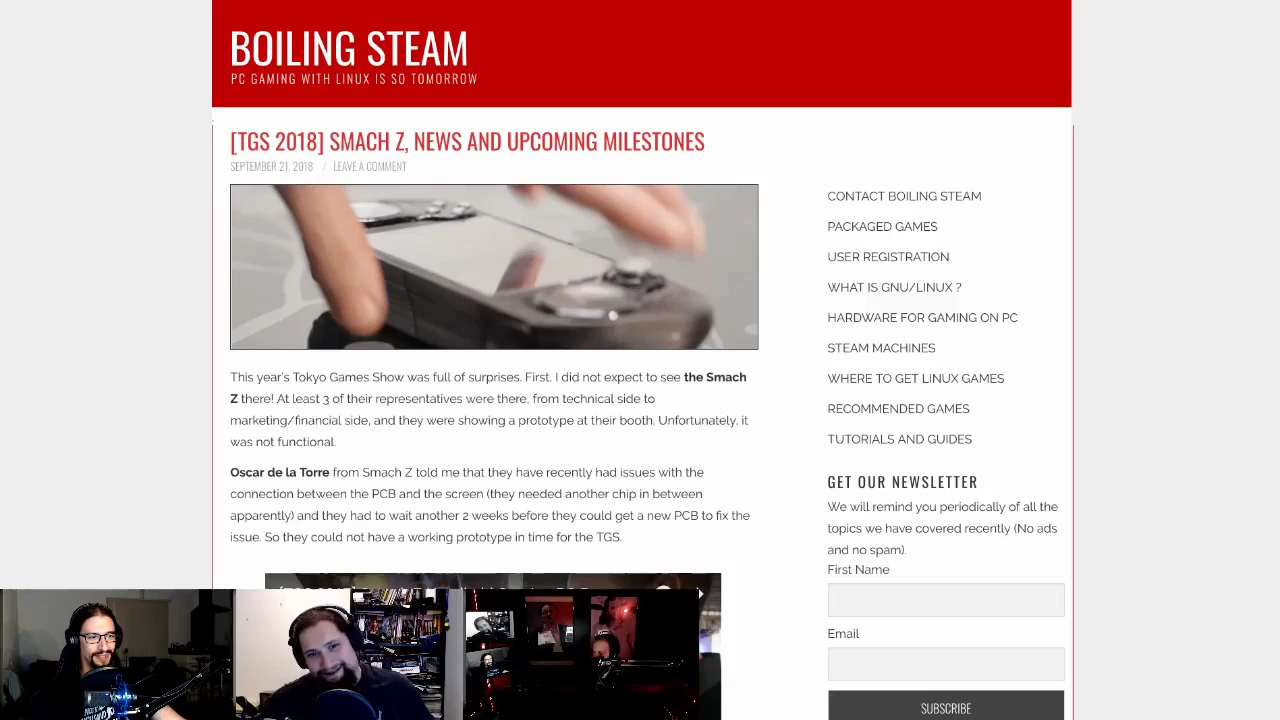 BOILING STEAM
PC GAMING WITH LINUX IS SO TOMORROW
[TGS 2018] SMACH Z, NEWS AND UPCOMING MILESTONES
SEPTEMBER 21, 2018 / LEAVE A COMMENT
This year's Tokyo Games Show was full of surprises. First, I did not expect to see the Smach
Z there! At least 3 of their representatives were there, from technical side to
marketing/financial side, and they were showing a prototype at their booth. Unfortunately, it
was not functional.
Oscar de la Torre from Smach Z told me that they have recently had issues with the
connection between the PCB and the screen (they needed another chip in between
apparently) and they had to wait another 2 weeks before they could get a new PCB to fix the
issue. So they could not have a working prototype in time for the TGS.
CONTACT BOILING STEAM
PACKAGED GAMES
USER REGISTRATION
WHAT IS GNU/LINUX ?
HARDWARE FOR GAMING ON PC
STEAM MACHINES
WHERE TO GET LINUX GAMES
RECOMMENDED GAMES
TUTORIALS AND GUIDES
GET OUR NEWSLETTER
We will remind you periodically of all the
topics we have covered recently (No ads
and no spam).
First Name
Email
SUBSCRIBE